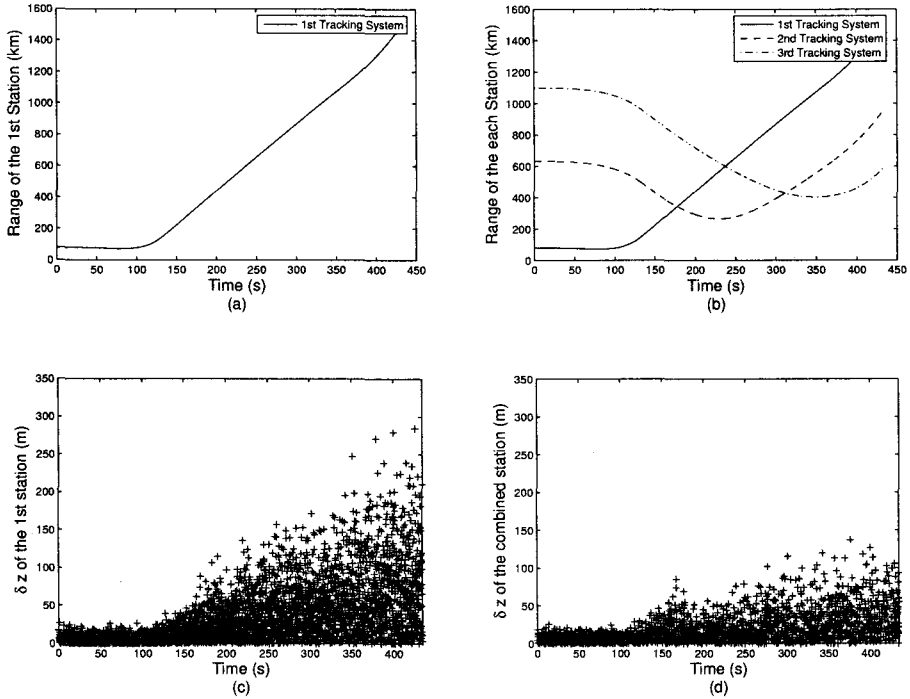 1600
1400
1200
1000
800
600
400
200
0
Range of the 1st Station (km)
1st Tracking System
0 50 100 150 200 250 300 350 400 450
Time (s)
(a)
1600
1400
1200
1000
800
600
400
200
0
Range of the each Station (km)
1st Tracking System
2nd Tracking System
3rd Tracking System
0 50 100 150 200 250 300 350 400 450
Time (s)
(b)
350
300
250
200
150
100
50
0
δ z of the 1st station (m)
0 50 100 150 200 250 300 350 400
Time (s)
(c)
350
300
250
200
150
100
50
0
δ z of the combined station (m)
0 50 100 150 200 250 300 350 400
Time (s)
(d)